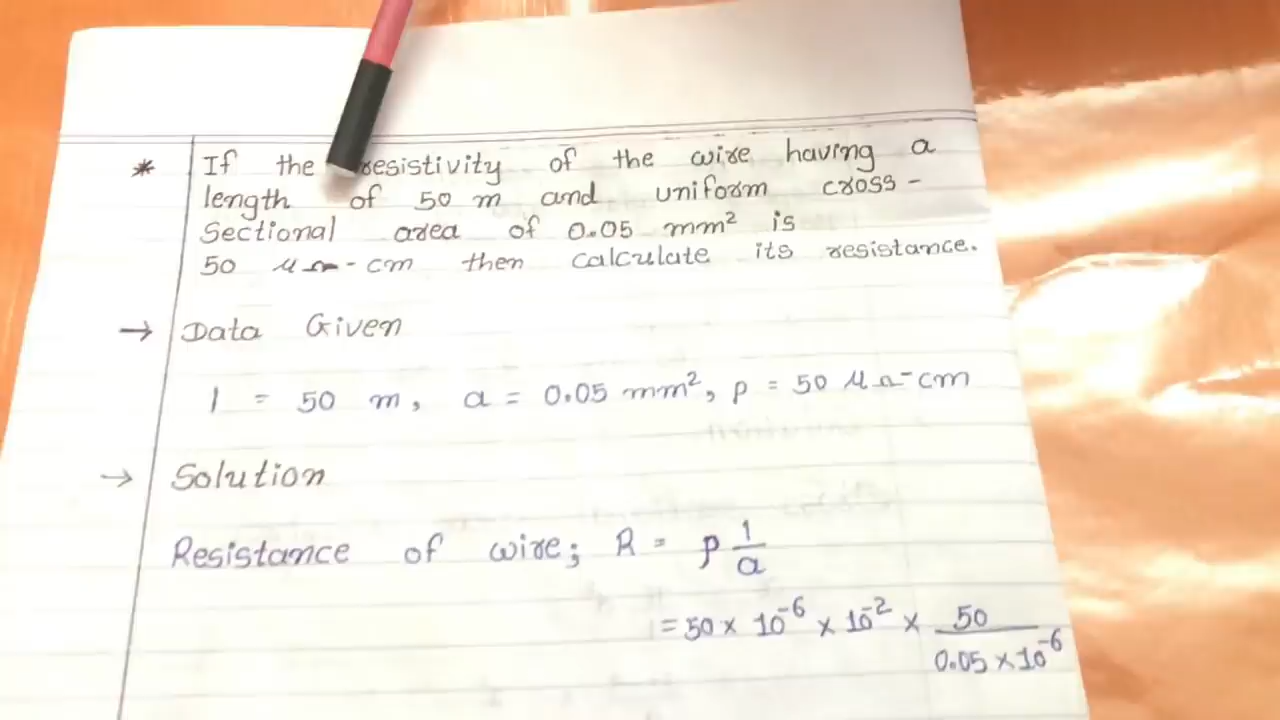 * If the resistivity of the wire having a
length of 50 m and uniform cross-
Sectional area of 0.05 mm² is
50 μΩ-cm then calculate its resistance.
→ Data Given
l = 50 m, a = 0.05 mm², ρ = 50 μΩ-cm
→ Solution
Resistance of wire; R = ρ l/a
= 50 × 10⁻⁶ × 10⁻² × 50/0.05 × 10⁻⁶